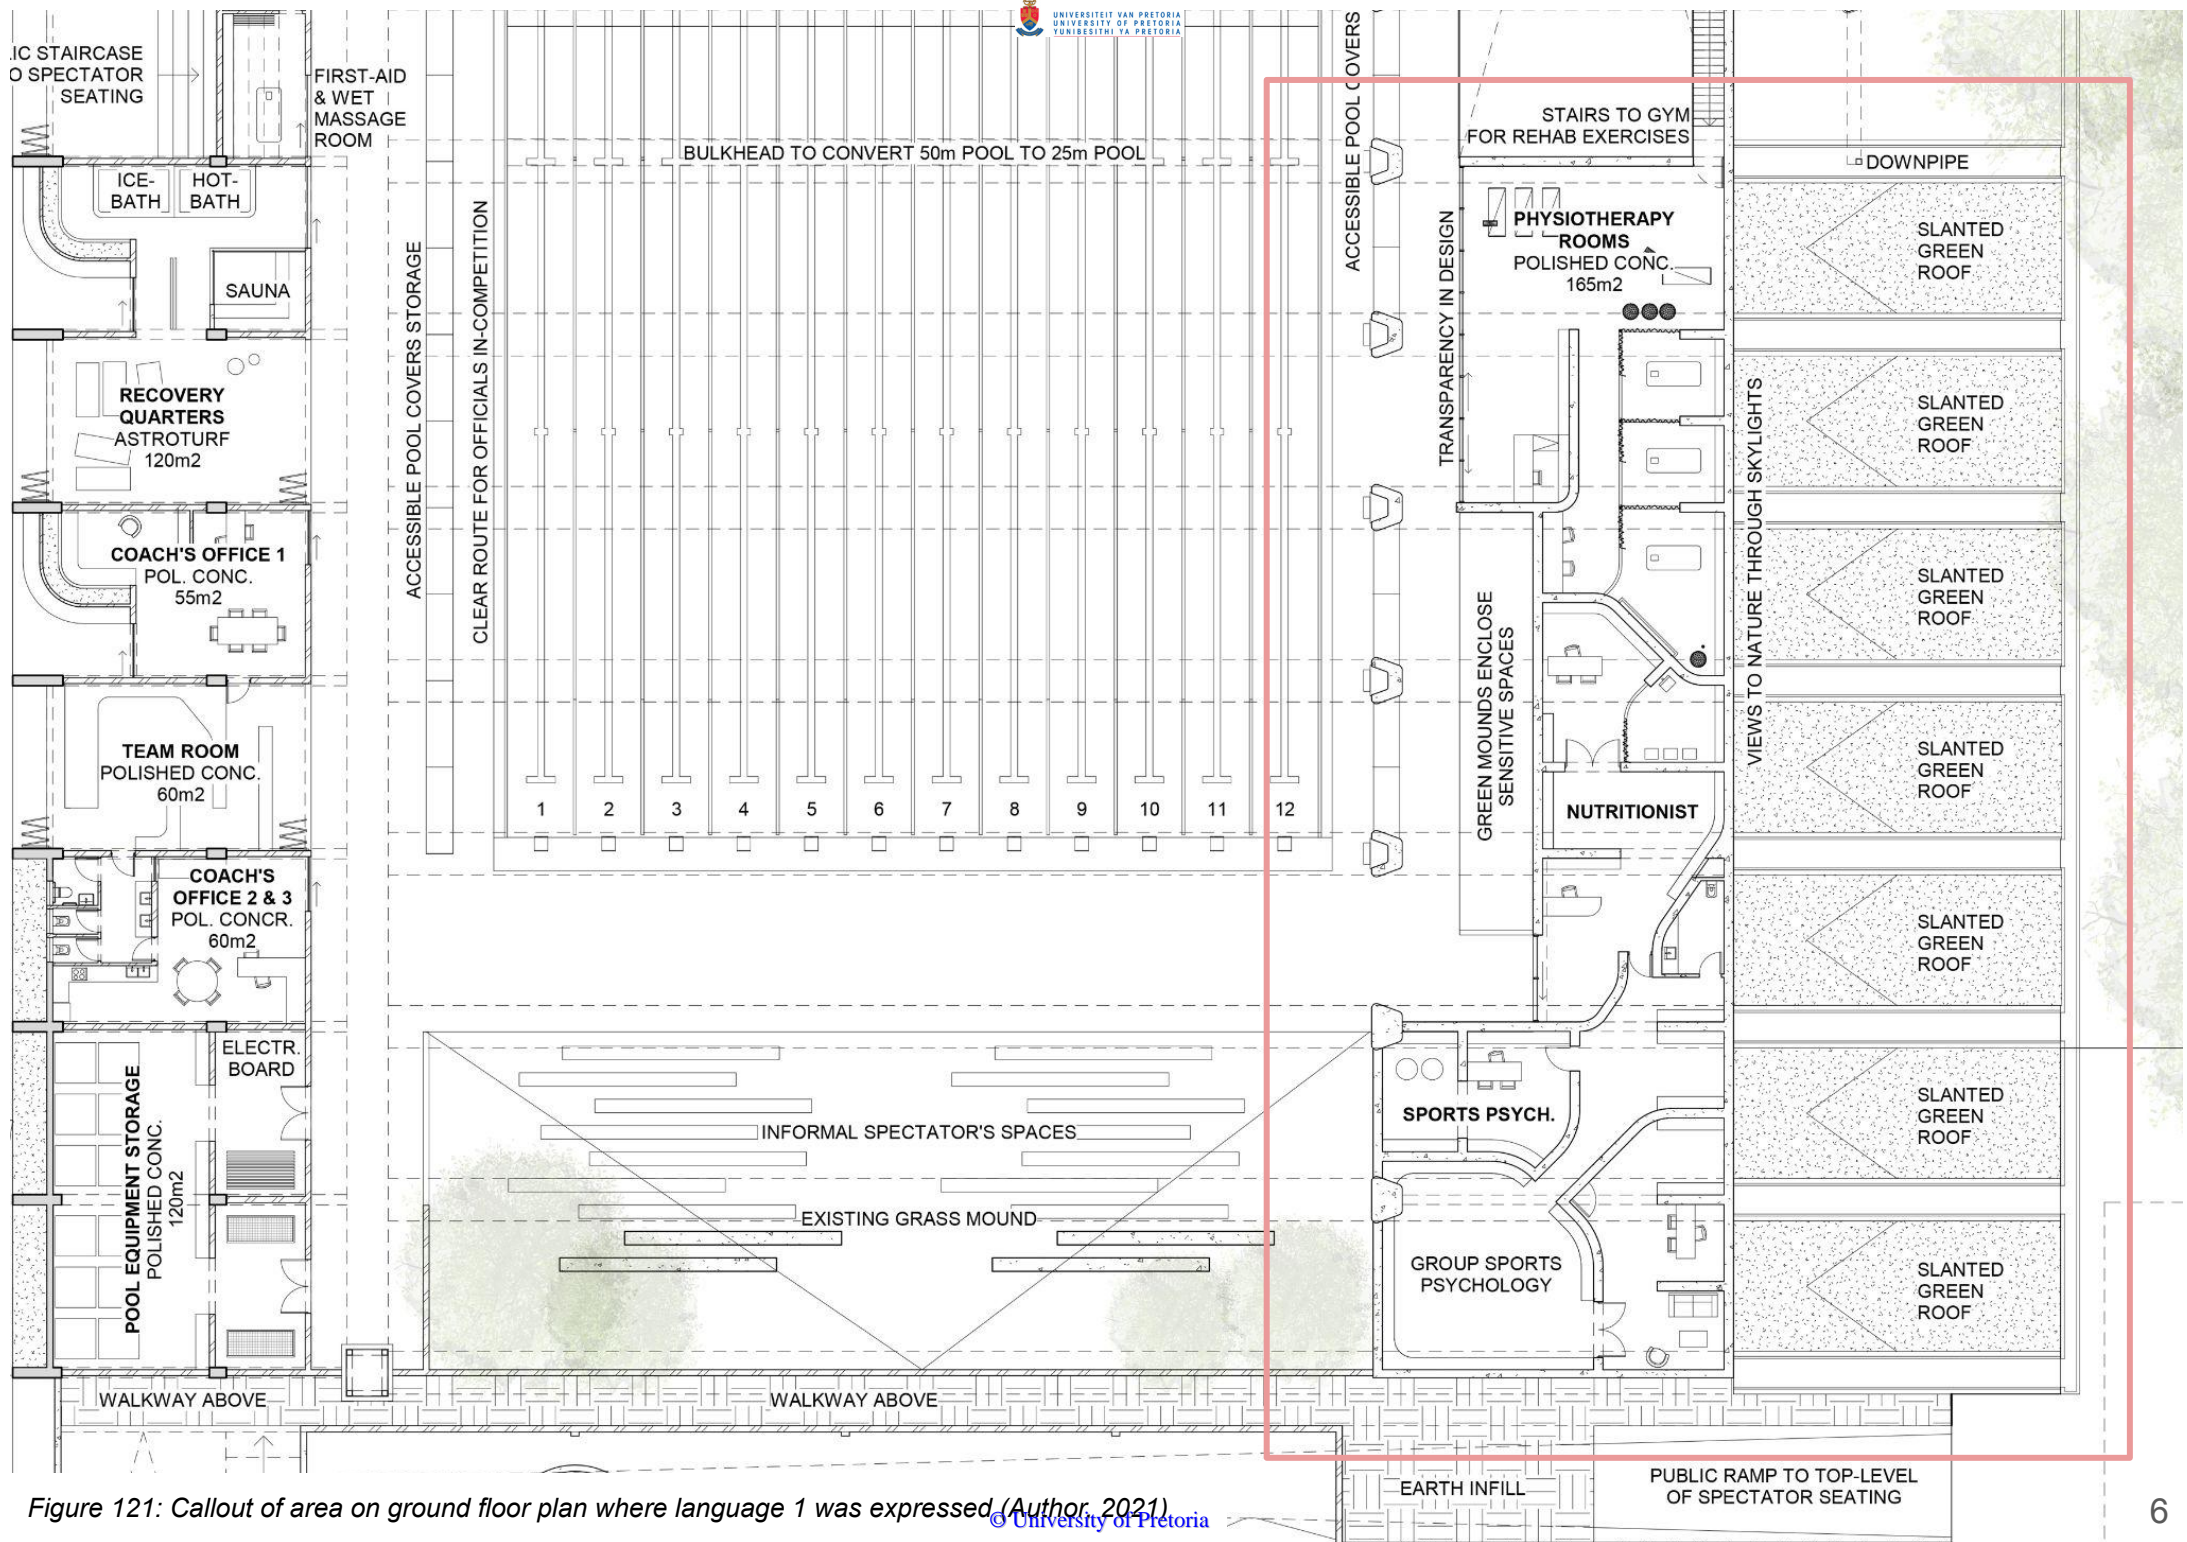 UNIVERSITEIT VAN PRETORIA
UNIVERSITY OF PRETORIA
YUNIBESITHI YA PRETORIA
IC STAIRCASE
O SPECTATOR
SEATING
FIRST-AID
& WET
MASSAGE
ROOM
ICE-
BATH
HOT-
BATH
SAUNA
RECOVERY
QUARTERS
ASTROTURF
120m2
COACH'S OFFICE 1
POL. CONC.
55m2
TEAM ROOM
POLISHED CONC.
60m2
COACH'S
OFFICE 2 & 3
POL. CONCR.
60m2
ELECTR.
BOARD
POOL EQUIPMENT STORAGE
POLISHED CONC.
120m2
WALKWAY ABOVE
ACCESSIBLE POOL COVERS STORAGE
CLEAR ROUTE FOR OFFICIALS IN-COMPETITION
BULKHEAD TO CONVERT 50m POOL TO 25m POOL
1 2 3 4 5 6 7 8 9 10 11 12
INFORMAL SPECTATOR'S SPACES
EXISTING GRASS MOUND
WALKWAY ABOVE
ACCESSIBLE POOL COVERS
STAIRS TO GYM
FOR REHAB EXERCISES
TRANSPARENCY IN DESIGN
PHYSIOTHERAPY
ROOMS
POLISHED CONC.
165m2
GREEN MOUNDS ENCLOSE
SENSITIVE SPACES
NUTRITIONIST
SPORTS PSYCH.
GROUP SPORTS
PSYCHOLOGY
VIEWS TO NATURE THROUGH SKYLIGHTS
DOWNPIPE
SLANTED
GREEN
ROOF
SLANTED
GREEN
ROOF
SLANTED
GREEN
ROOF
SLANTED
GREEN
ROOF
SLANTED
GREEN
ROOF
SLANTED
GREEN
ROOF
SLANTED
GREEN
ROOF
EARTH INFILL
PUBLIC RAMP TO TOP-LEVEL
OF SPECTATOR SEATING
Figure 121: Callout of area on ground floor plan where language 1 was expressed (Author, 2021)
© University of Pretoria
6